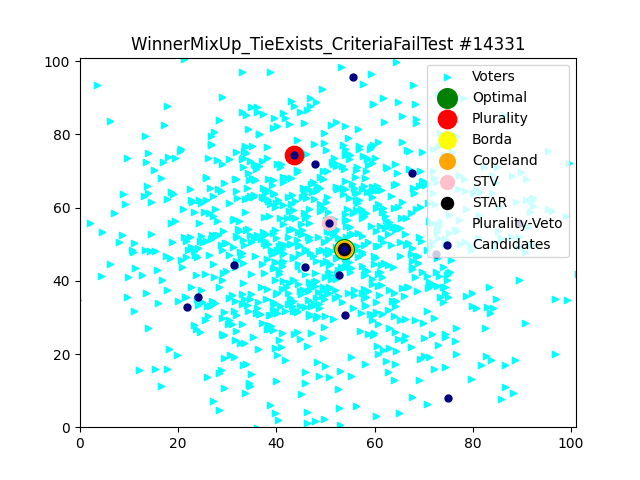 WinnerMixUp_TieExists_CriteriaFailTest #14331
100
80
60
40
20
0
0
20
40
60
80
100
Voters
Optimal
Plurality
Borda
Copeland
STV
STAR
Plurality-Veto
Candidates